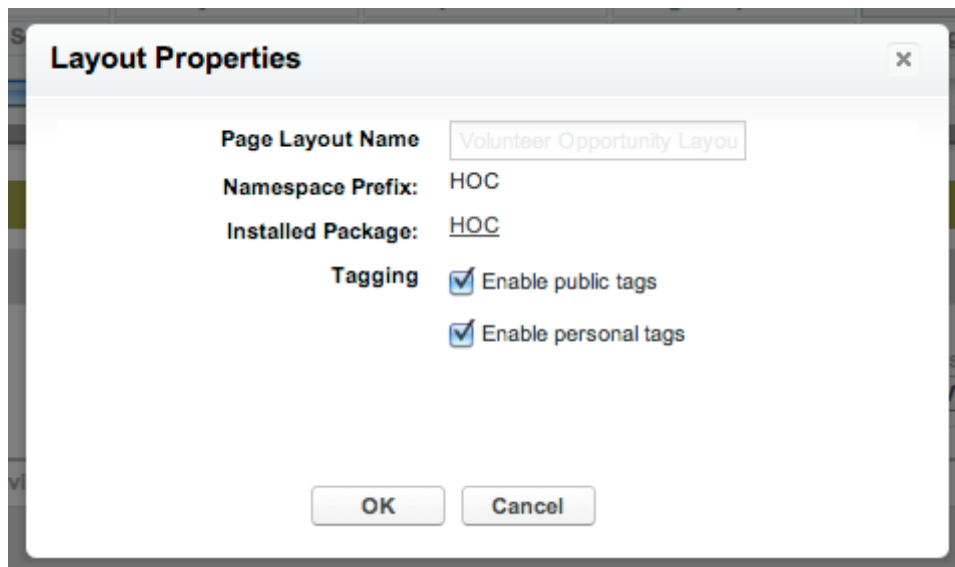 Layout Properties
Page Layout Name Volunteer Opportunity Layou
Namespace Prefix: HOC
Installed Package: HOC
Tagging Enable public tags
Enable personal tags
OK Cancel